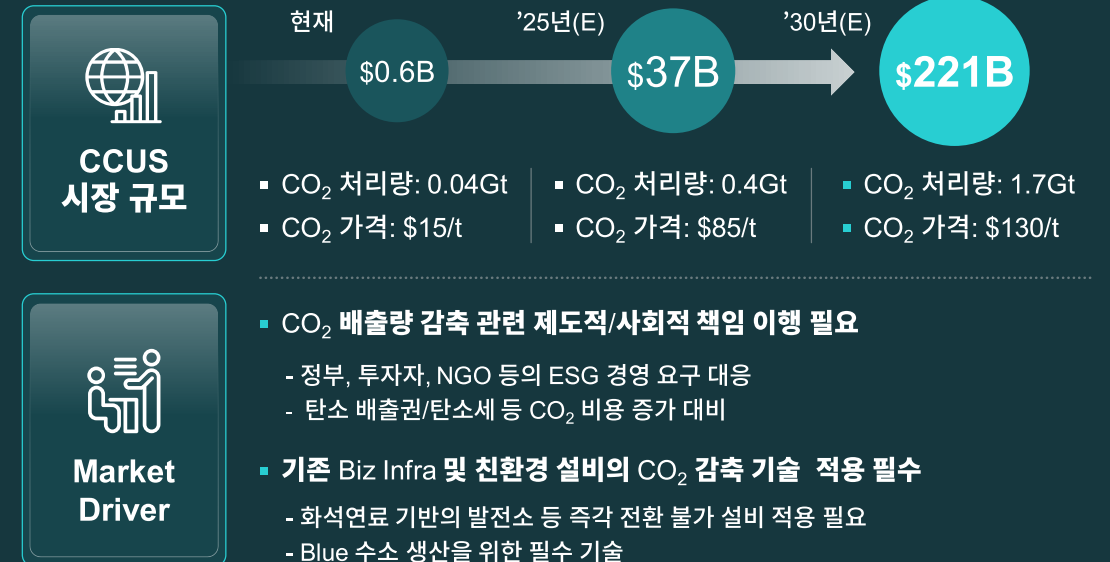 현재
’25년(E)
’30년(E)
$0.6B
$37B
$221B
CCUS
시장 규모
▪ CO₂ 처리량: 0.04Gt
▪ CO₂ 가격: $15/t
▪ CO₂ 처리량: 0.4Gt
▪ CO₂ 가격: $85/t
▪ CO₂ 처리량: 1.7Gt
▪ CO₂ 가격: $130/t
Market
Driver
▪ CO₂ 배출량 감축 관련 제도적/사회적 책임 이행 필요
- 정부, 투자자, NGO 등의 ESG 경영 요구 대응
- 탄소 배출권/탄소세 등 CO₂ 비용 증가 대비
▪ 기존 Biz Infra 및 친환경 설비의 CO₂ 감축 기술 적용 필수
- 화석연료 기반의 발전소 등 즉각 전환 불가 설비 적용 필요
- Blue 수소 생산을 위한 필수 기술